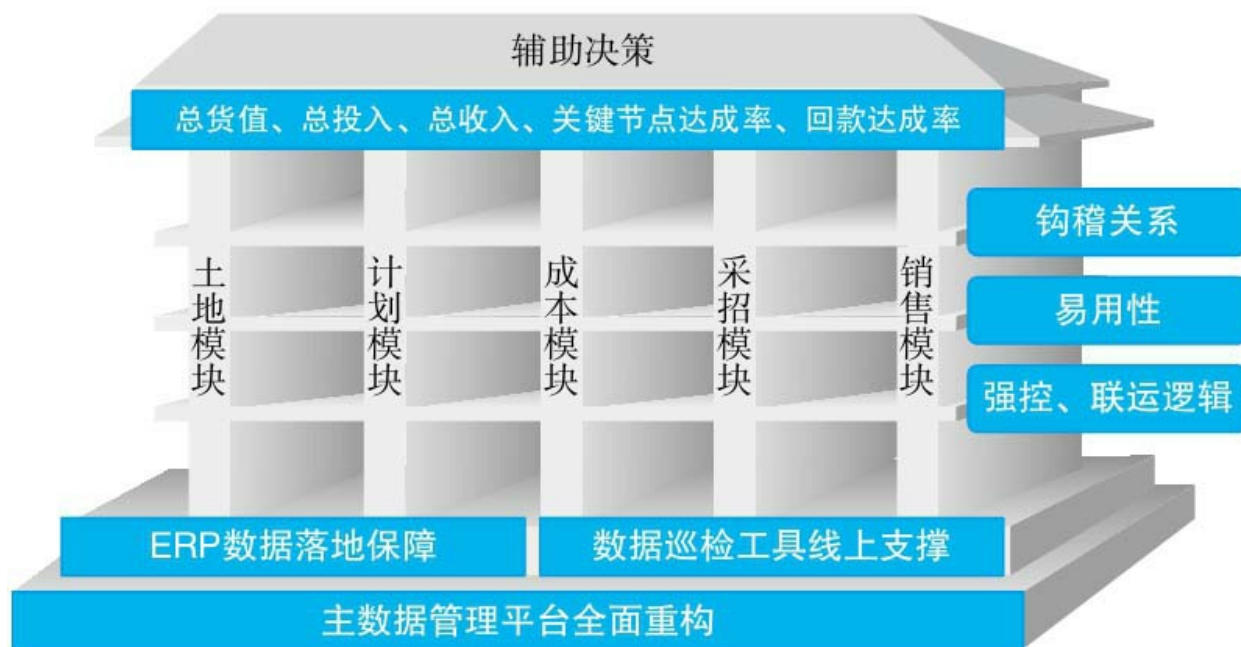 辅助决策
总货值、总投入、总收入、关键节点达成率、回款达成率
土地模块
计划模块
成本模块
采招模块
销售模块
钩稽关系
易用性
强控、联运逻辑
ERP数据落地保障
数据巡检工具线上支撑
主数据管理平台全面重构